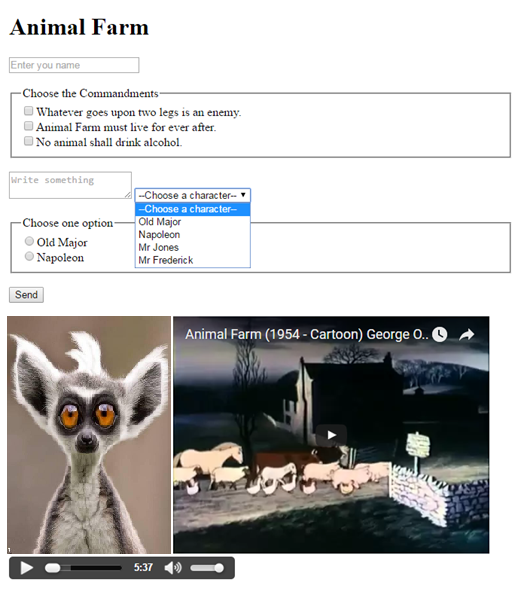 Animal Farm
Enter you name
Choose the Commandments
Whatever goes upon two legs is an enemy.
Animal Farm must live for ever after.
No animal shall drink alcohol.
Write something
--Choose a character--
--Choose a character--
Old Major
Napoleon
Mr Jones
Mr Frederick
Choose one option
Old Major
Napoleon
Send
Animal Farm (1954 - Cartoon) George O..
5:37